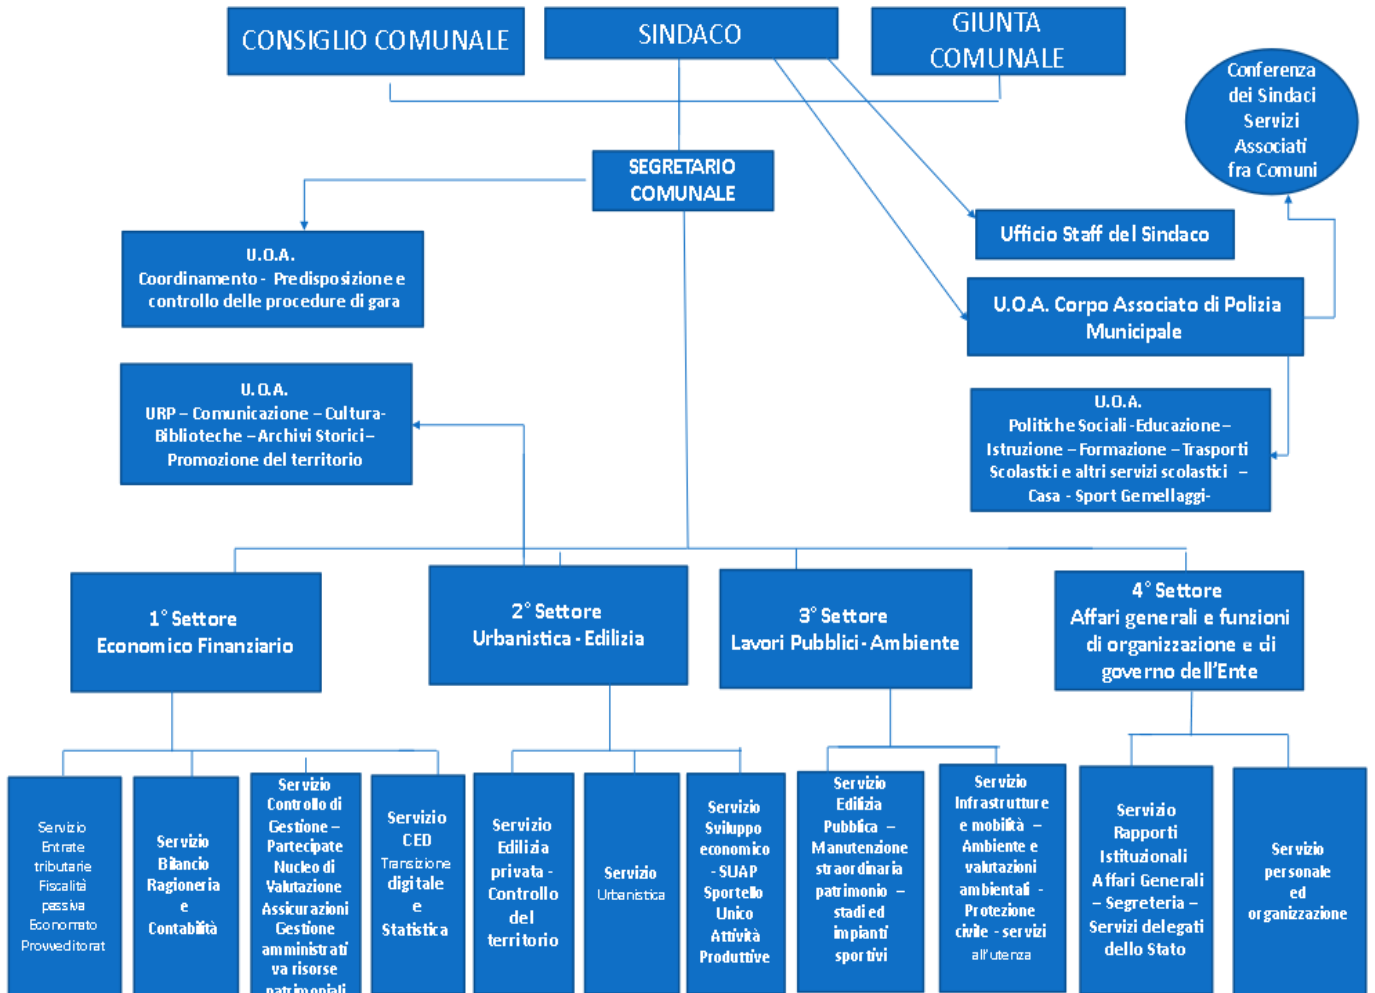 CONSIGLIO COMUNALE
SINDACO
GIUNTA
COMUNALE
Conferenza
dei Sindaci
Servizi
Associati
fra Comuni
SEGRETARIO
COMUNALE
Ufficio Staff del Sindaco
U.O.A.
Coordinamento - Predisposizione e
controllo delle procedure di gara
U.O.A. Corpo Associato di Polizia
Municipale
U.O.A.
URP – Comunicazione – Cultura-
Biblioteche – Archivi Storici –
Promozione del territorio
U.O.A.
Politiche Sociali -Educazione –
Istruzione – Formazione – Trasporti
Scolastici e altri servizi scolastici –
Casa - Sport Gemellaggi-
1° Settore
Economico Finanziario
2° Settore
Urbanistica - Edilizia
3° Settore
Lavori Pubblici - Ambiente
4° Settore
Affari generali e funzioni
di organizzazione e di
governo dell'Ente
Servizio
Entrate
tributarie
Fiscalità
passiva
Economato
Provveditorat
Servizio
Bilancio
Ragioneria
e
Contabilità
Servizio
Controllo di
Gestione –
Partecipate
Nucleo di
Valutazione
Assicurazioni
Gestione
amministrati
va risorse
patrimoniali
Servizio
CED
Transizione
digitale
e
Statistica
Servizio
Edilizia
privata -
Controllo
del
territorio
Servizio
Urbanistica
Servizio
Sviluppo
economico
- SUAP
Sportello
Unico
Attività
Produttive
Servizio
Edilizia
Pubblica –
Manutenzione
straordinaria
patrimonio –
stadi ed
impianti
sportivi
Servizio
Infrastrutture
e mobilità –
Ambiente e
valutazioni
ambientali -
Protezione
civile - servizi
all'utenza
Servizio
Rapporti
Istituzionali
Affari Generali
– Segreteria –
Servizi delegati
dello Stato
Servizio
personale
ed
organizzazione